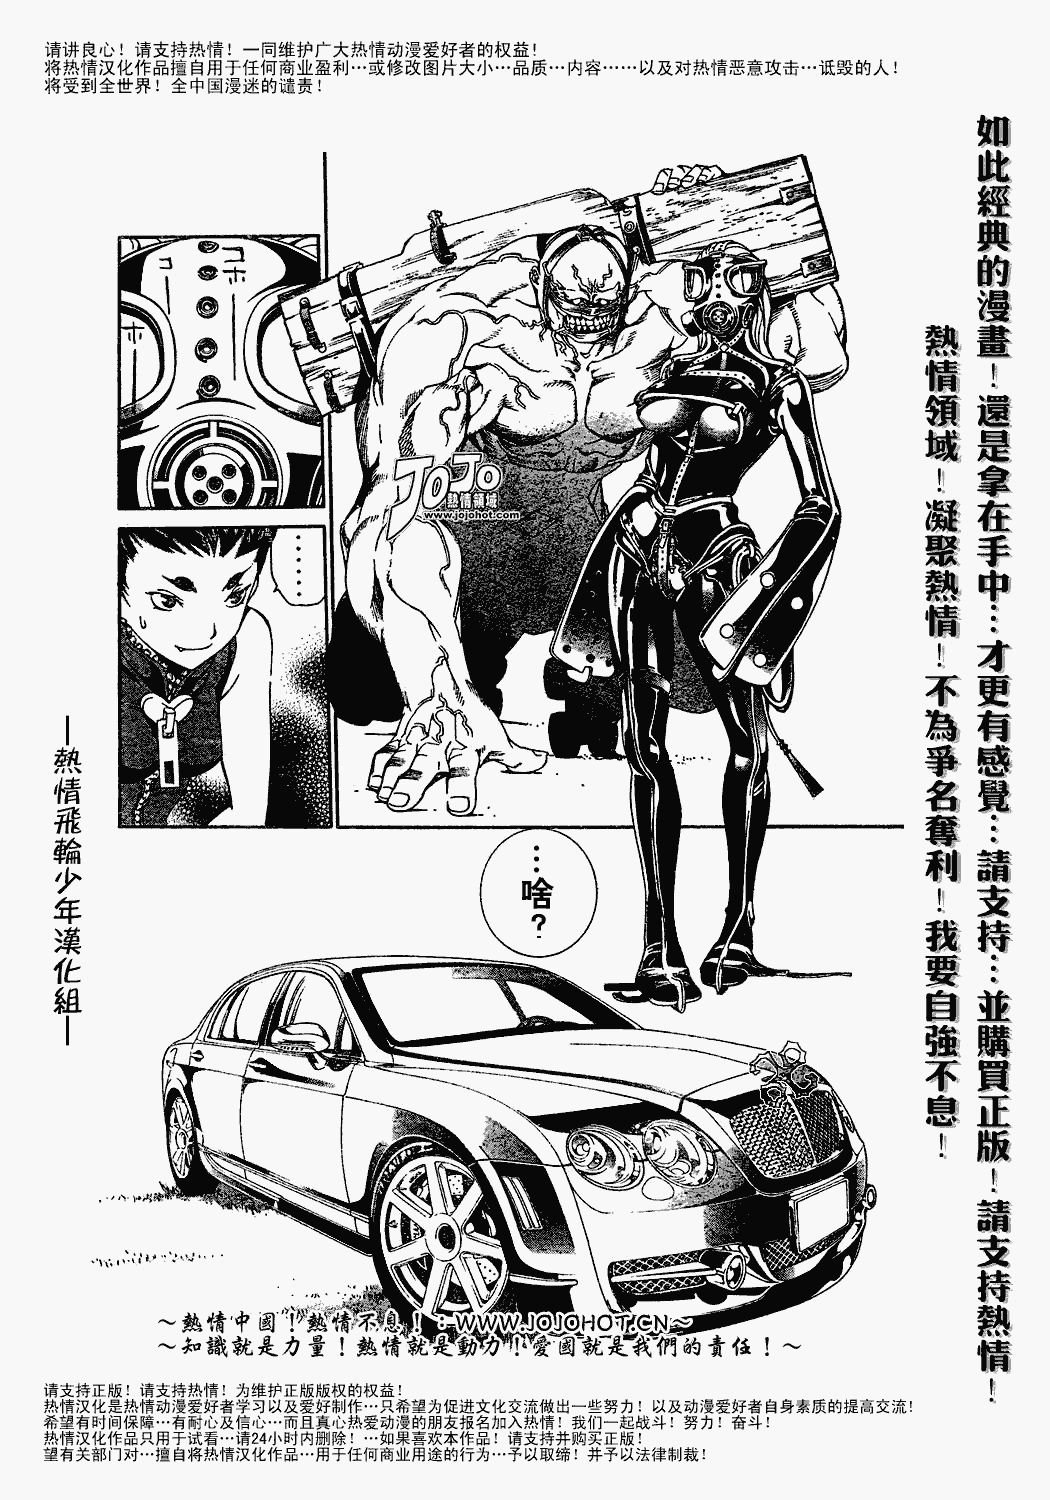 请讲良心！请支持热情！一同维护广大热情动漫爱好者的权益！
将热情汉化作品擅自用于任何商业盈利…或修改图片大小…品质…内容……以及对热情恶意攻击…诋毁的人！
将受到全世界！全中国漫迷的谴责！
如此經典的漫畫！還是拿在手中…才更有感覺…請支持…並購買正版！請支持熱情！
熱情領域！凝聚熱情！不為爭名奪利！我要自強不息！
コホ
コ
ホ
JoJo
熱情領域
www.jojohot.com
……
—熱情飛輪少年漢化組—
…啥？
～熱情中國！熱情不息！：WWW.JOJOHOT.CN～
～知識就是力量！熱情就是動力！愛國就是我們的責任！～
请支持正版！请支持热情！为维护正版版权的权益！
热情汉化是热情动漫爱好者学习以及爱好制作…只希望为促进文化交流做出一些努力！以及动漫爱好者自身素质的提高交流！
希望有时间保障…有耐心及信心…而且真心热爱动漫的朋友报名加入热情！我们一起战斗！努力！奋斗！
热情汉化作品只用于试看…请24小时内删除！…如果喜欢本作品！请支持并购买正版！
望有关部门对…擅自将热情汉化作品…用于任何商业用途的行为…予以取缔！并予以法律制裁！